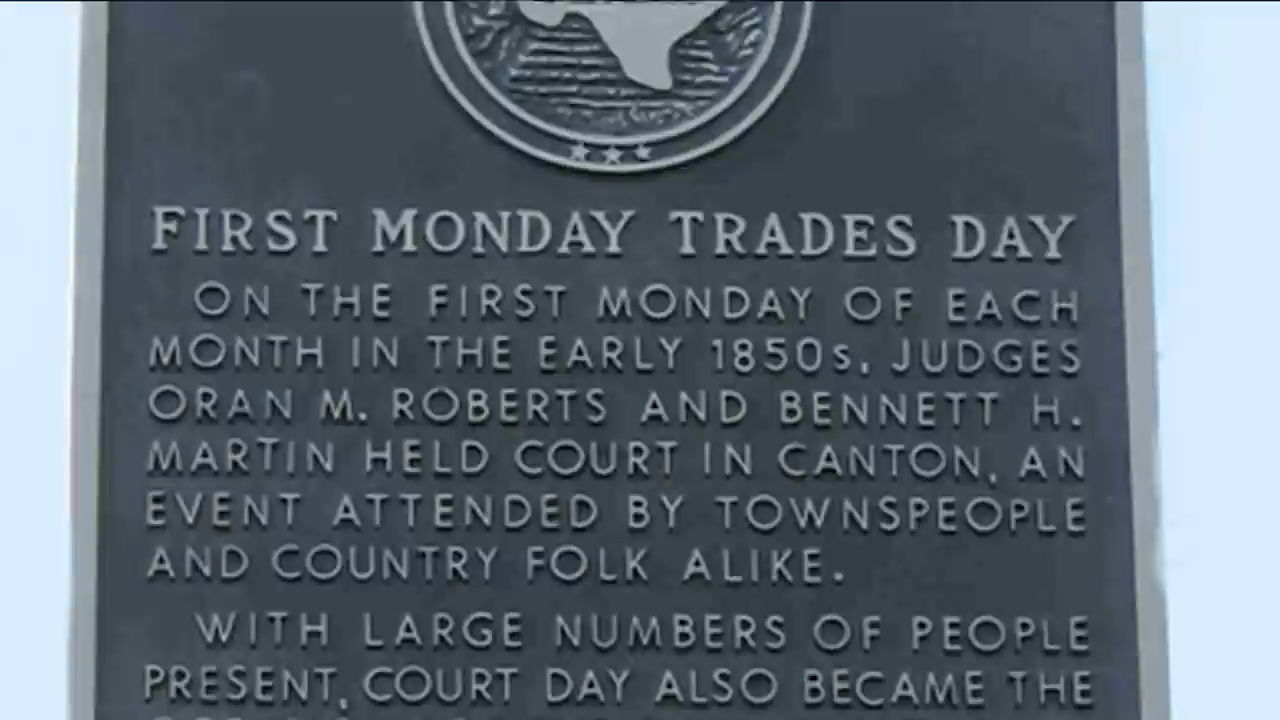 FIRST MONDAY TRADES DAY
ON THE FIRST MONDAY OF EACH
MONTH IN THE EARLY 1850s, JUDGES
ORAN M. ROBERTS AND BENNETT H.
MARTIN HELD COURT IN CANTON, AN
EVENT ATTENDED BY TOWNSPEOPLE
AND COUNTRY FOLK ALIKE.
WITH LARGE NUMBERS OF PEOPLE
PRESENT, COURT DAY ALSO BECAME THE